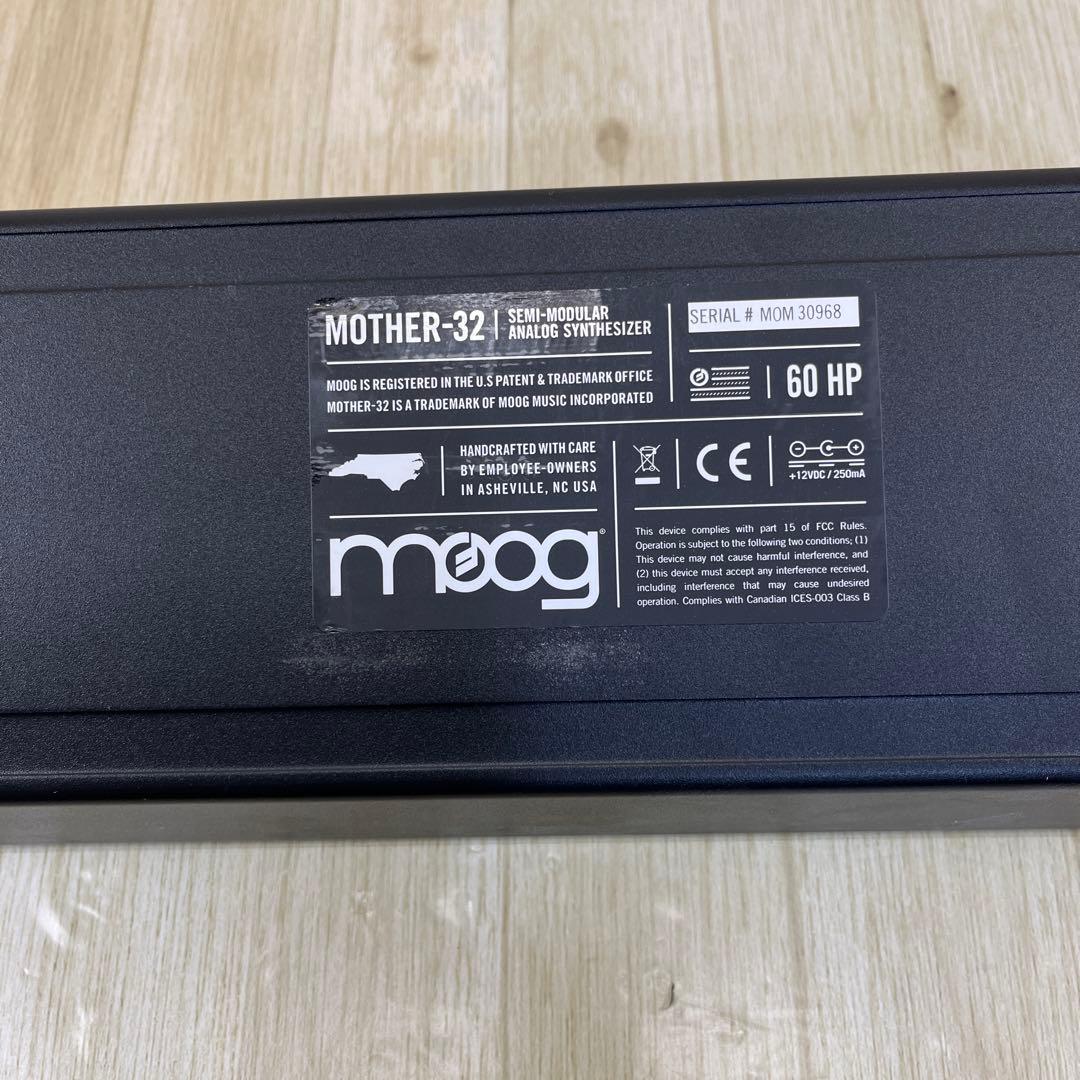 MOTHER-32
SEMI-MODULAR
ANALOG SYNTHESIZER
SERIAL # MOM 30968
MOOG IS REGISTERED IN THE U.S PATENT & TRADEMARK OFFICE
MOTHER-32 IS A TRADEMARK OF MOOG MUSIC INCORPORATED
60 HP
HANDCRAFTED WITH CARE
BY EMPLOYEE-OWNERS
IN ASHEVILLE, NC USA
CE
+12VDC / 250mA
moog®
This device complies with part 15 of FCC Rules.
Operation is subject to the following two conditions; (1)
This device may not cause harmful interference, and
(2) this device must accept any interference received,
including interference that may cause undesired
operation. Complies with Canadian ICES-003 Class B